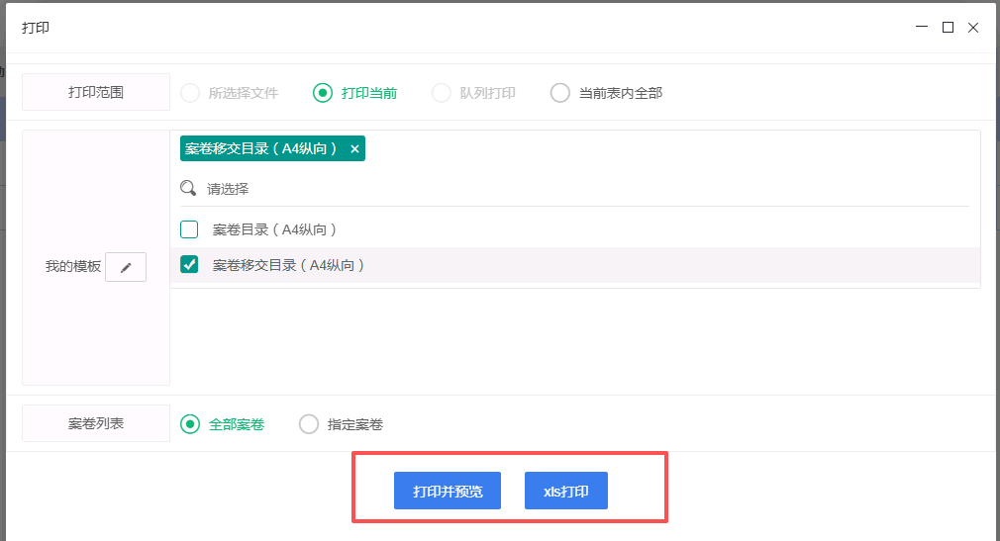 打印
打印范围 所选择文件 打印当前 队列打印 当前表内全部
案卷移交目录（A4纵向） ×
请选择
案卷目录（A4纵向）
我的模板
案卷移交目录（A4纵向）
案卷列表 全部案卷 指定案卷
打印并预览 xls打印